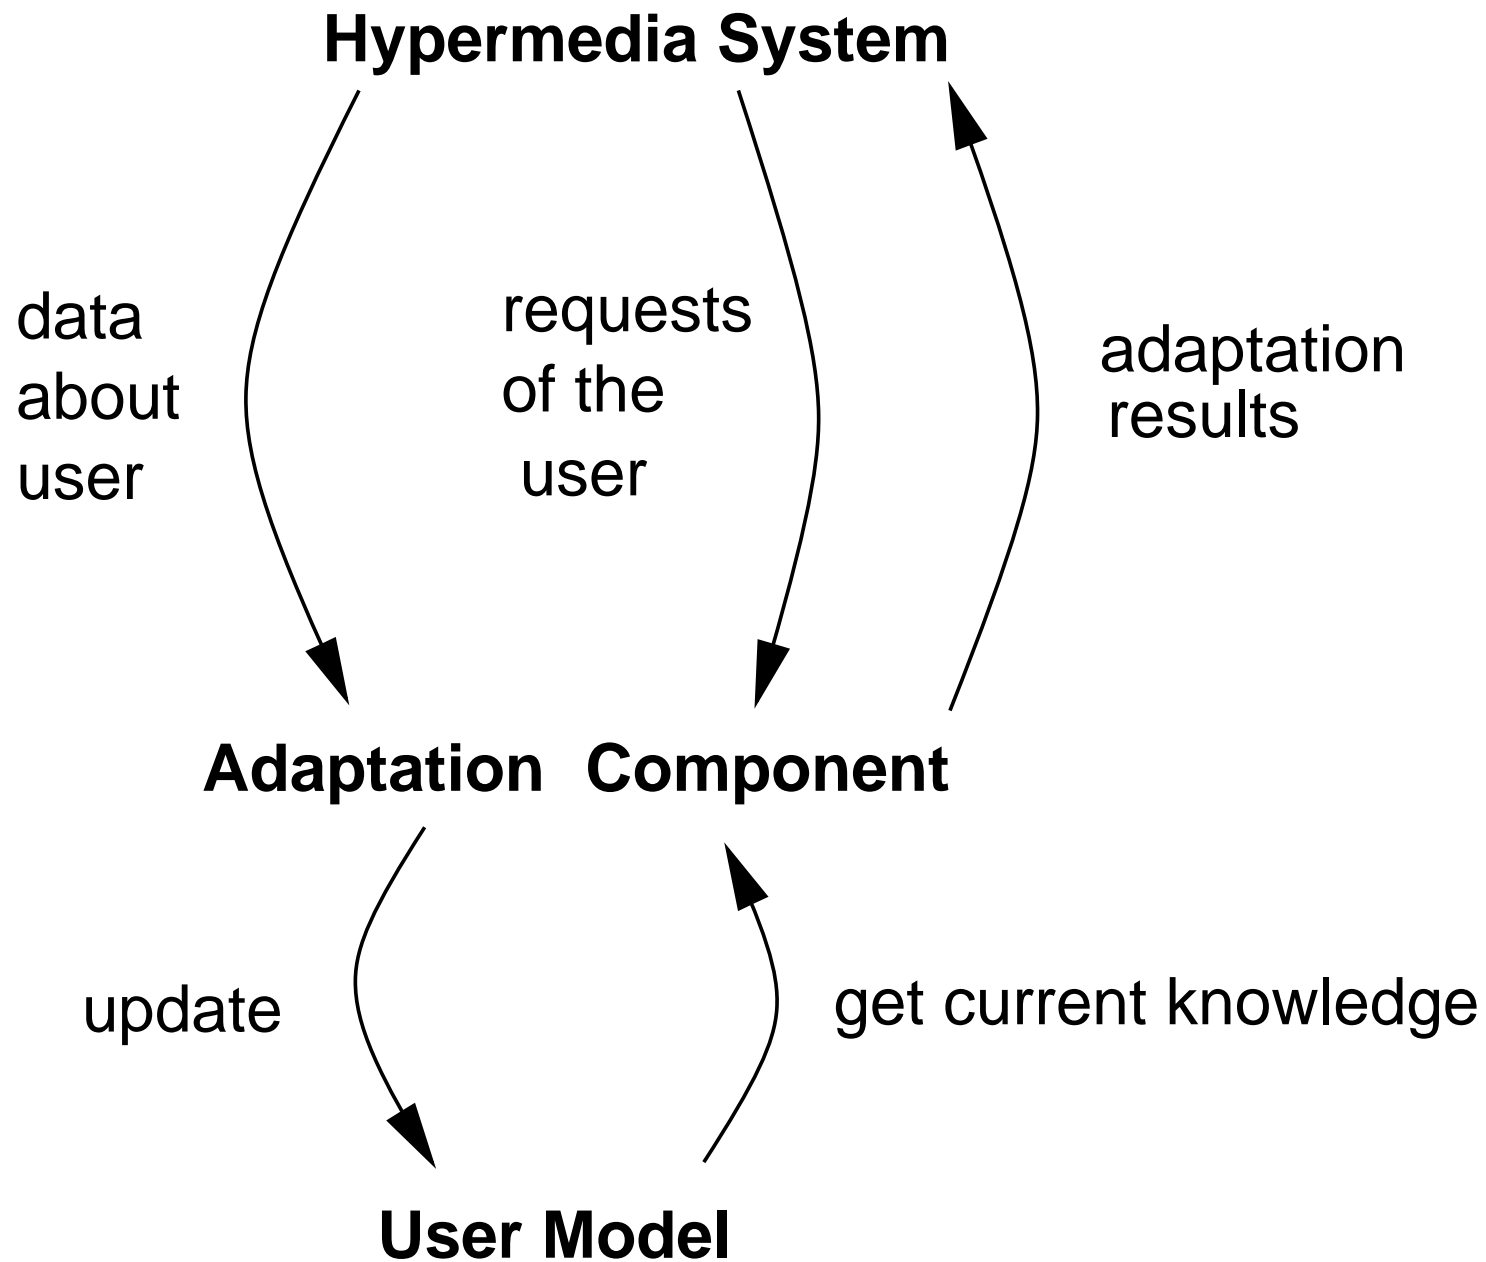 Hypermedia System
data
about
user
requests
of the
user
adaptation
results
Adaptation Component
update
get current knowledge
User Model